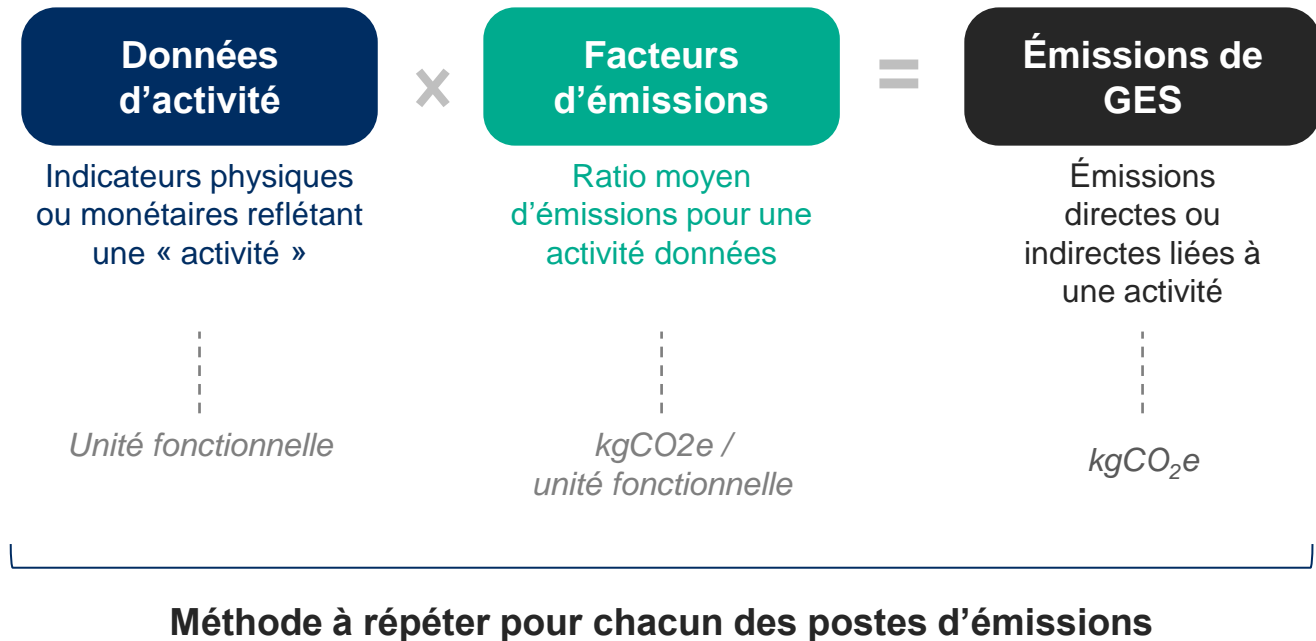 Données
d’activité
x
Facteurs
d’émissions
=
Émissions de
GES
Indicateurs physiques
ou monétaires reflétant
une « activité »
Ratio moyen
d’émissions pour une
activité données
Émissions
directes ou
indirectes liées à
une activité
Unité fonctionnelle
kgCO2e /
unité fonctionnelle
kgCO₂e
Méthode à répéter pour chacun des postes d’émissions